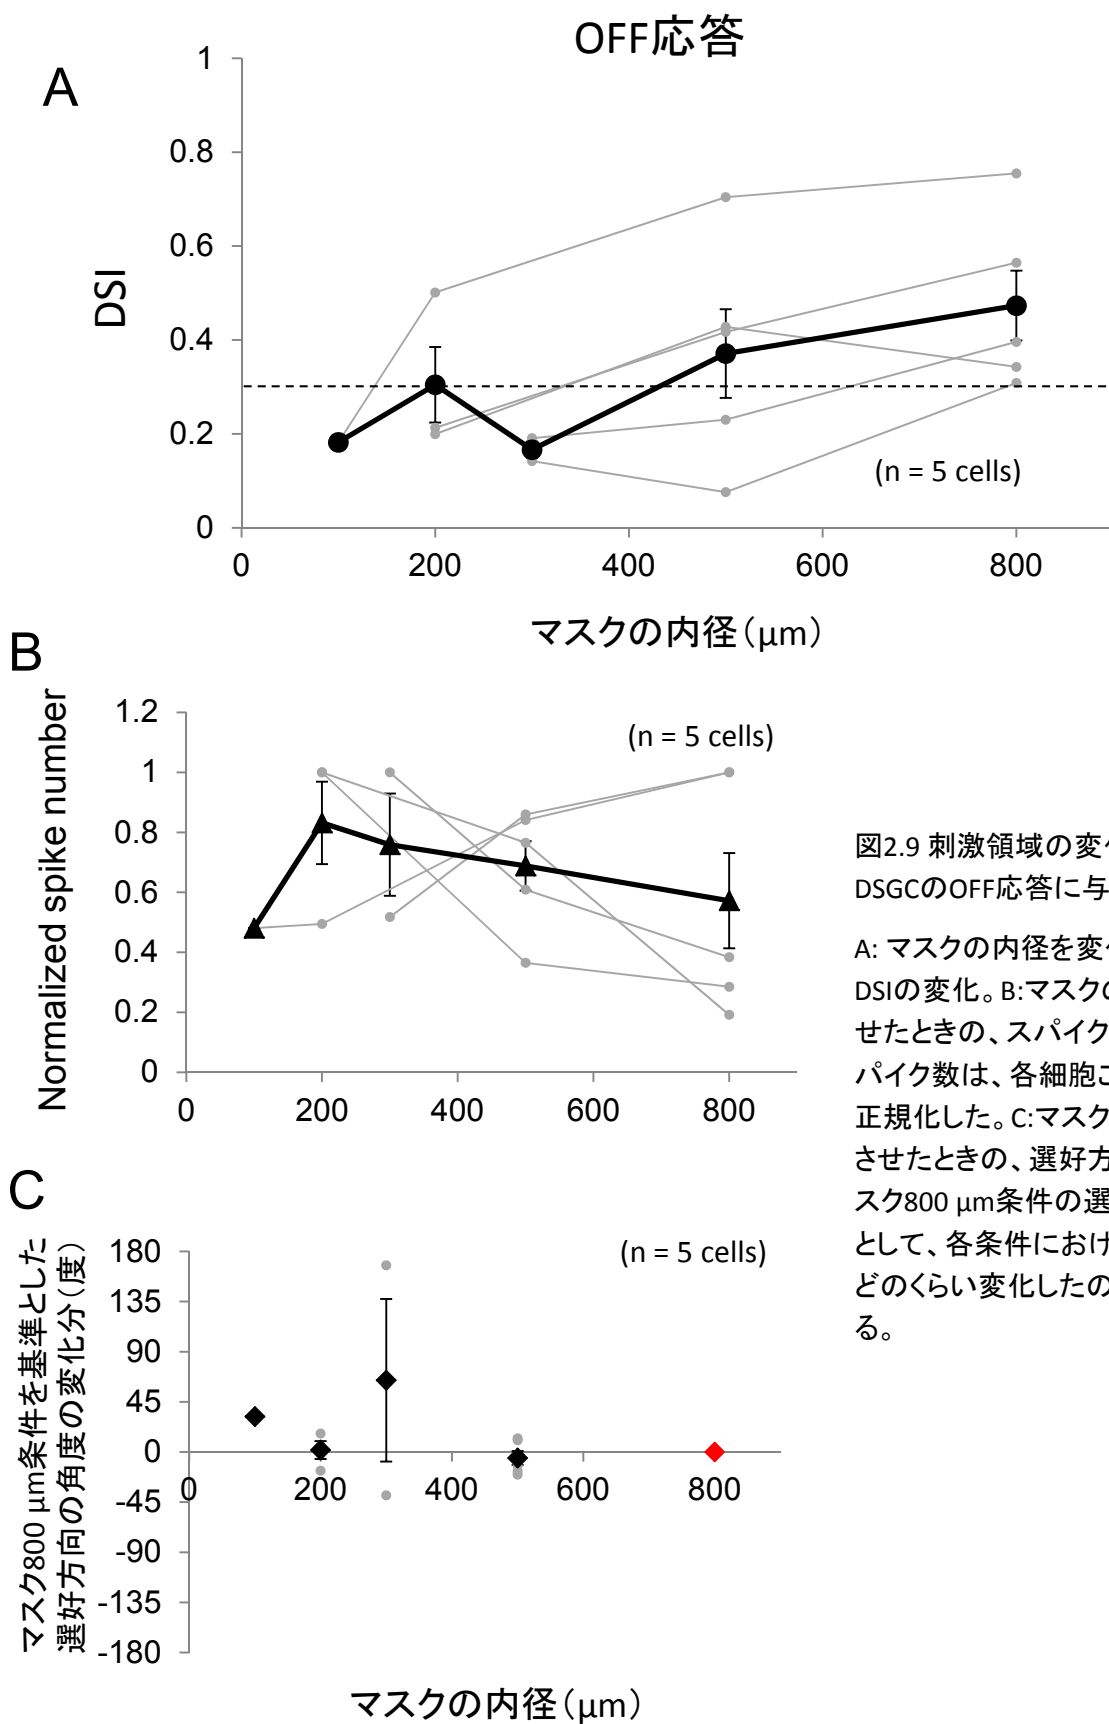 OFF応答
A
1
0.8
0.6
0.4
0.2
0
DSI
(n = 5 cells)
0 200 400 600 800
マスクの内径(μm)
B
Normalized spike number
1.2
1
0.8
0.6
0.4
0.2
0
(n = 5 cells)
0 200 400 600 800
C
マスク800 μm条件を基準とした
選好方向の角度の変化分(度)
180
135
90
45
0
-45
-90
-135
-180
(n = 5 cells)
0 200 400 600 800
マスクの内径(μm)
図2.9 刺激領域の変
DSGCのOFF応答に与
A: マスクの内径を変
DSIの変化。B:マスクの
せたときの、スパイク
パイク数は、各細胞
正規化した。C:マスク
させたときの、選好方
スク800 μm条件の選
として、各条件におけ
どのくらい変化したの
る。